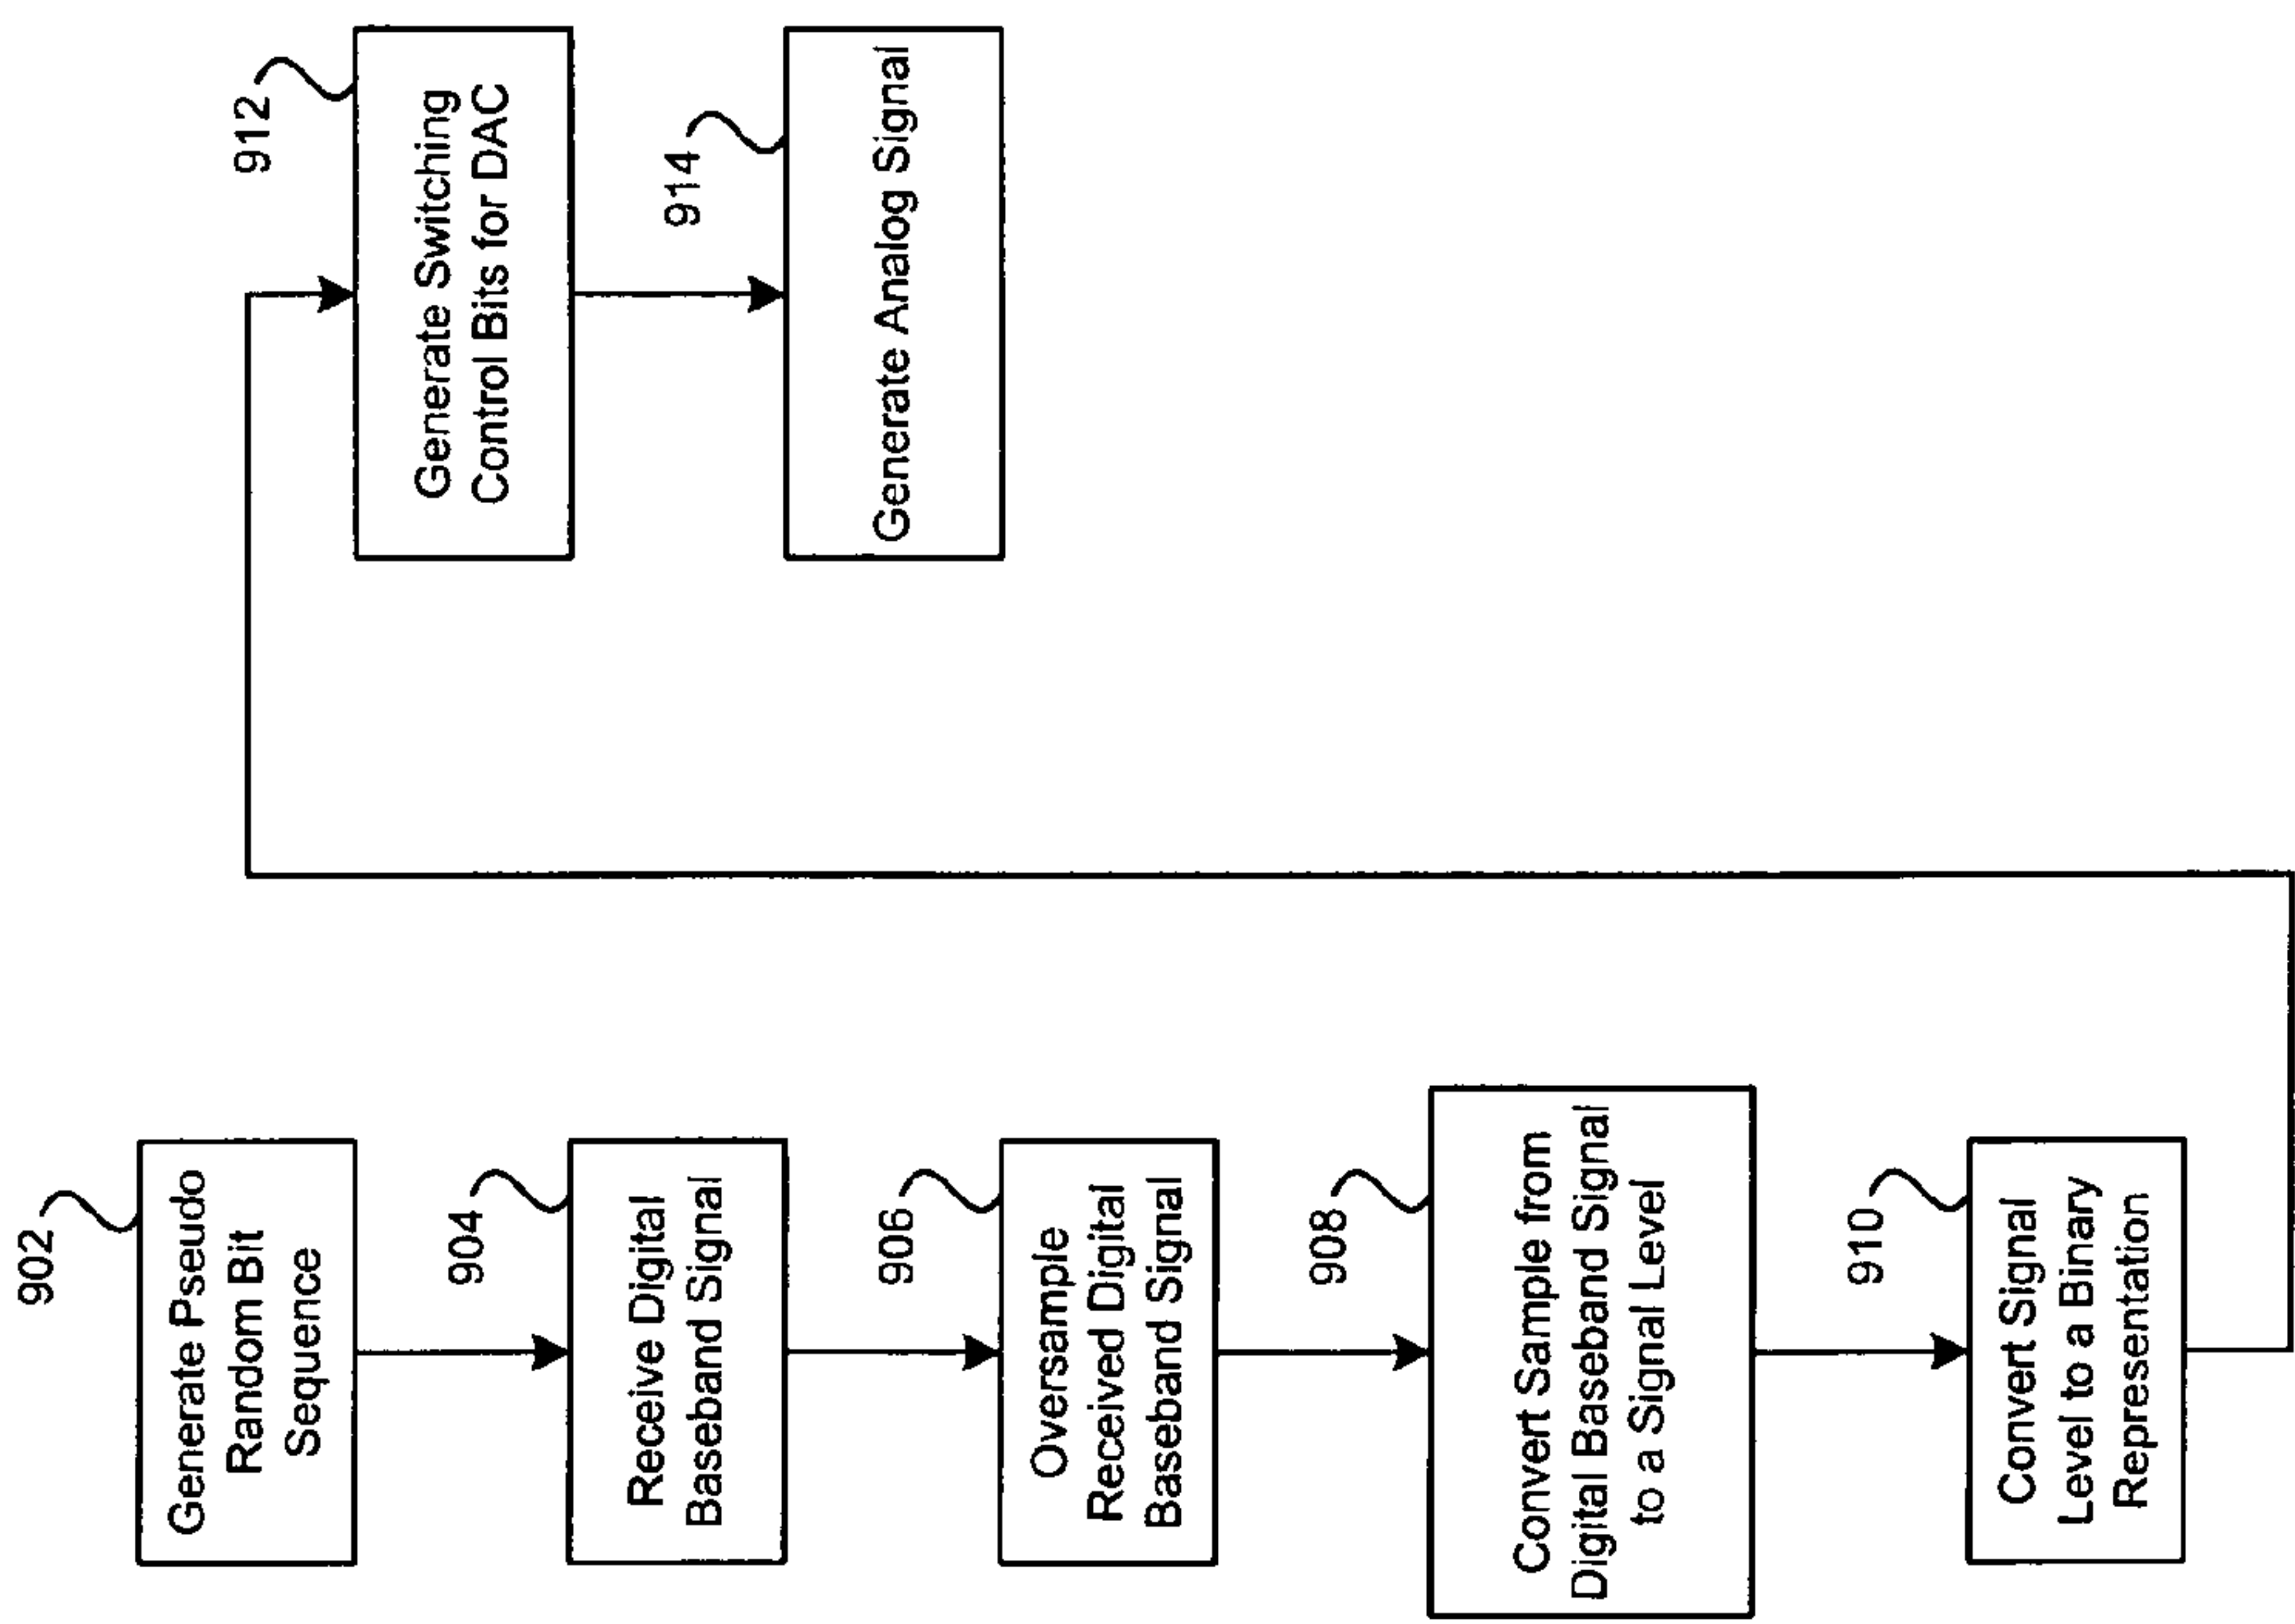 902
Generate Pseudo
Random Bit
Sequence
904
Receive Digital
Baseband Signal
906
Oversample
Received Digital
Baseband Signal
908
Convert Sample from
Digital Baseband Signal
to a Signal Level
910
Convert Signal
Level to a Binary
Representation
912
Generate Switching
Control Bits for DAC
914
Generate Analog Signal